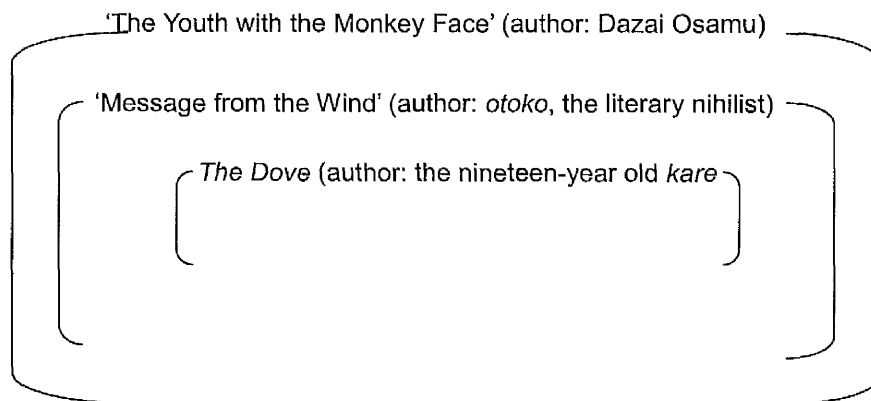 ‘The Youth with the Monkey Face’ (author: Dazai Osamu)
‘Message from the Wind’ (author: otoko, the literary nihilist)
The Dove (author: the nineteen-year old kare